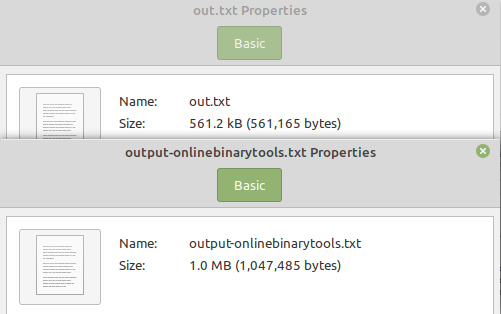 out.txt Properties
Basic
Name: out.txt
Size: 561.2 kB (561,165 bytes)
output-onlinebinarytools.txt Properties
Basic
Name: output-onlinebinarytools.txt
Size: 1.0 MB (1,047,485 bytes)